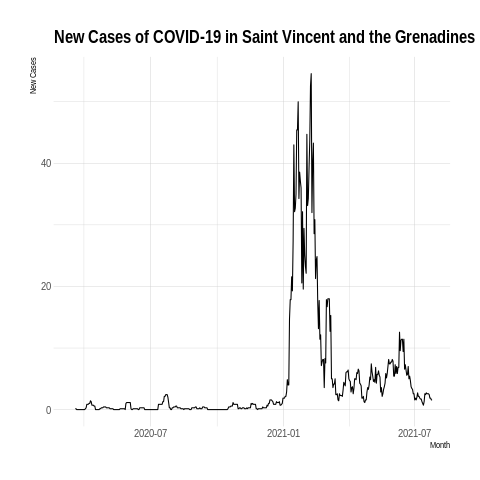 New Cases of COVID-19 in Saint Vincent and the Grenadines
New Cases
40
20
0
2020-07
2021-01
2021-07
Month